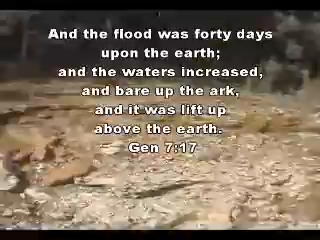 And the flood was forty days
upon the earth;
and the waters increased,
and bare up the ark,
and it was lift up
above the earth.
Gen 7:17